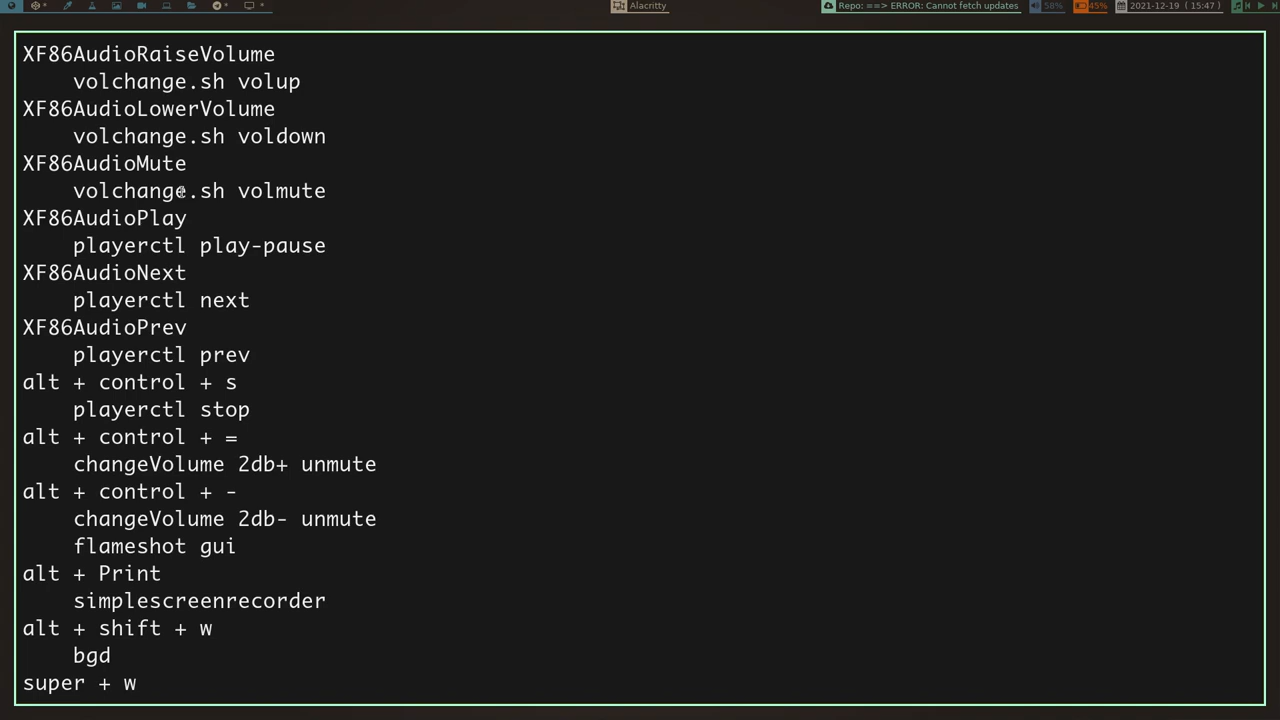 Alacritty
Repo: ==> ERROR: Cannot fetch updates
58%
45%
2021-12-19 ( 15:47 )
XF86AudioRaiseVolume
volchange.sh volup
XF86AudioLowerVolume
volchange.sh voldown
XF86AudioMute
volchange.sh volmute
XF86AudioPlay
playerctl play-pause
XF86AudioNext
playerctl next
XF86AudioPrev
playerctl prev
alt + control + s
playerctl stop
alt + control + =
changeVolume 2db+ unmute
alt + control + -
changeVolume 2db- unmute
flameshot gui
alt + Print
simplescreenrecorder
alt + shift + w
bgd
super + w